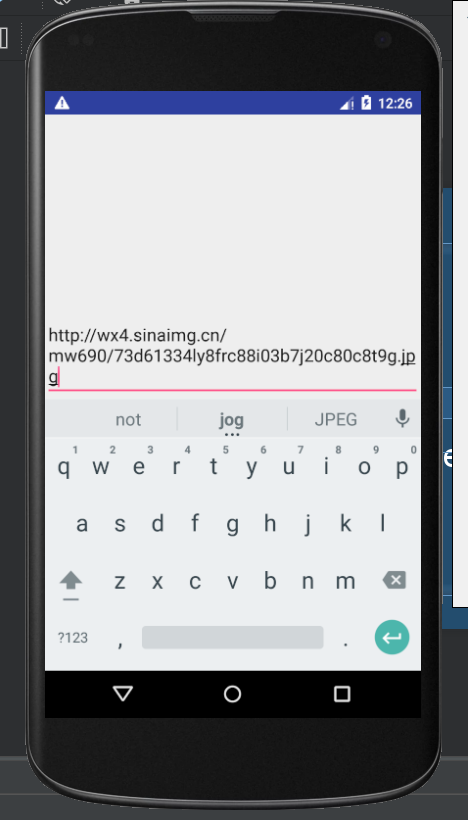 12:26
http://wx4.sinaimg.cn/
mw690/73d61334ly8frc88i03b7j20c80c8t9g.jp
g
not jog JPEG
1 2 3 4 5 6 7 8 9 0
q w e r t y u i o p
a s d f g h j k l
z x c v b n m
?123 , .